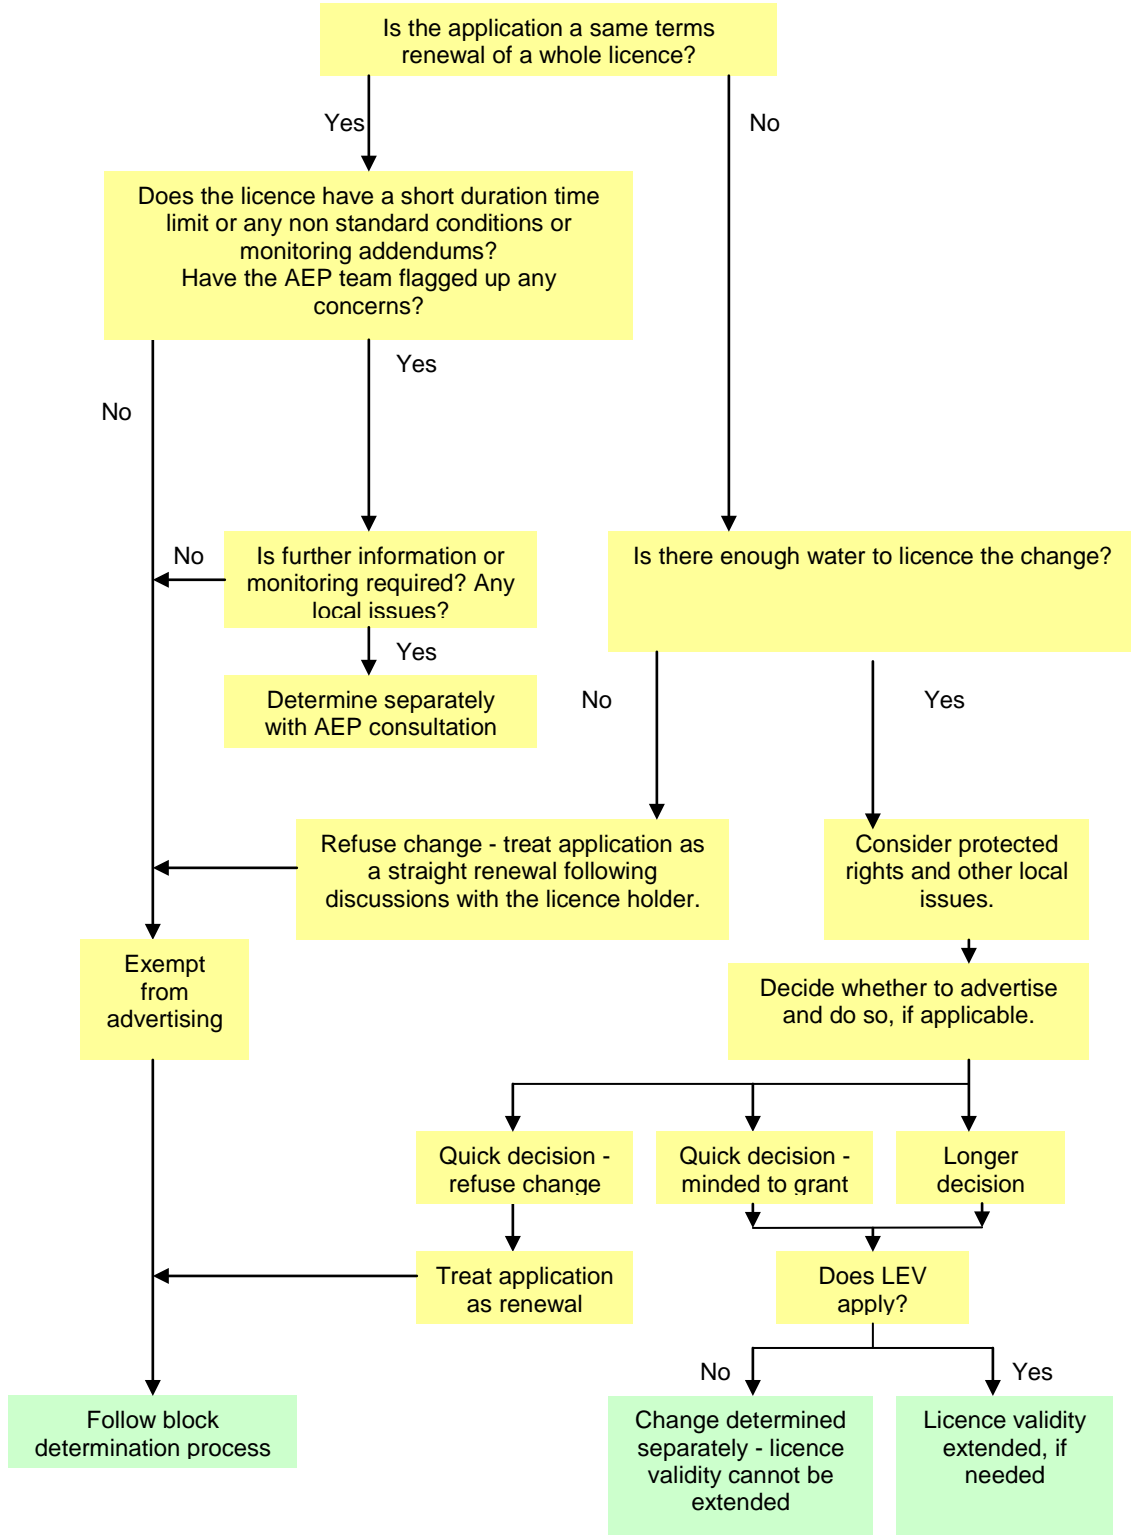 Is the application a same terms
renewal of a whole licence?
Yes
No
Does the licence have a short duration time
limit or any non standard conditions or
monitoring addendums?
Have the AEP team flagged up any
concerns?
Yes
No
No
Is further information or
monitoring required? Any
local issues?
Is there enough water to licence the change?
Yes
Determine separately
with AEP consultation
No
Yes
Refuse change - treat application as
a straight renewal following
discussions with the licence holder.
Consider protected
rights and other local
issues.
Exempt
from
advertising
Decide whether to advertise
and do so, if applicable.
Quick decision -
refuse change
Quick decision -
minded to grant
Longer
decision
Treat application
as renewal
Does LEV
apply?
No
Yes
Follow block
determination process
Change determined
separately - licence
validity cannot be
extended
Licence validity
extended, if
needed